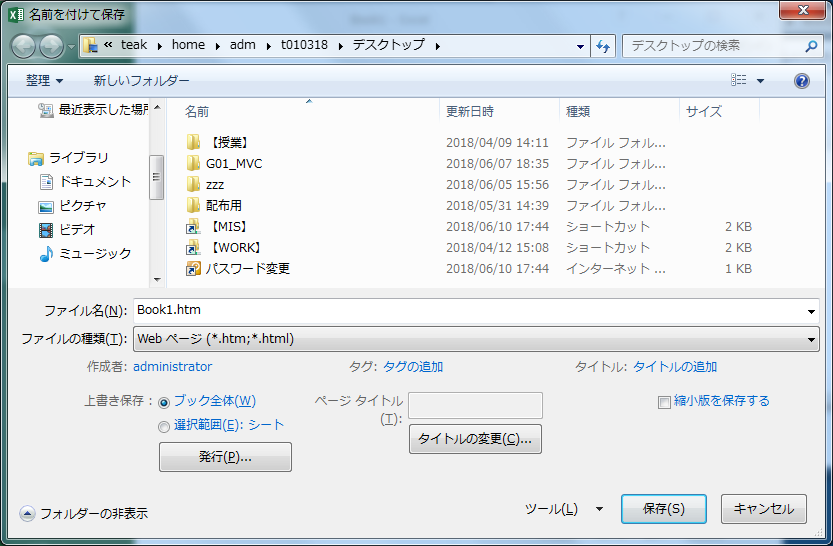 名前を付けて保存
« teak home adm t010318 デスクトップ
デスクトップの検索
整理 新しいフォルダー
最近表示した場所
ライブラリ
ドキュメント
ピクチャ
ビデオ
ミュージック
名前 更新日時 種類 サイズ
【授業】 2018/04/09 14:11 ファイル フォル...
G01_MVC 2018/06/07 18:35 ファイル フォル...
zzz 2018/06/05 15:56 ファイル フォル...
配布用 2018/05/31 14:39 ファイル フォル...
【MIS】 2018/06/10 17:44 ショートカット 2 KB
【WORK】 2018/04/12 15:08 ショートカット 2 KB
パスワード変更 2018/06/10 17:44 インターネット ... 1 KB
ファイル名(N): Book1.htm
ファイルの種類(T): Web ページ (*.htm;*.html)
作成者: administrator タグ: タグの追加 タイトル: タイトルの追加
上書き保存 : ブック全体(W)
選択範囲(E): シート
発行(P)...
ページ タイトル
(T):
タイトルの変更(C)...
縮小版を保存する
フォルダーの非表示
ツール(L) 保存(S) キャンセル